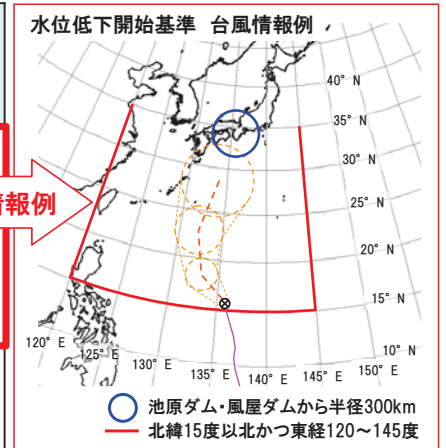 水位低下開始基準 台風情報例
情報例
40° N
35° N
30° N
25° N
20° N
15° N
10° N
120° E
125° E
130° E
135° E
140° E
145° E
150° E
池原ダム・風屋ダムから半径300km
北緯15度以北かつ東経120～145度